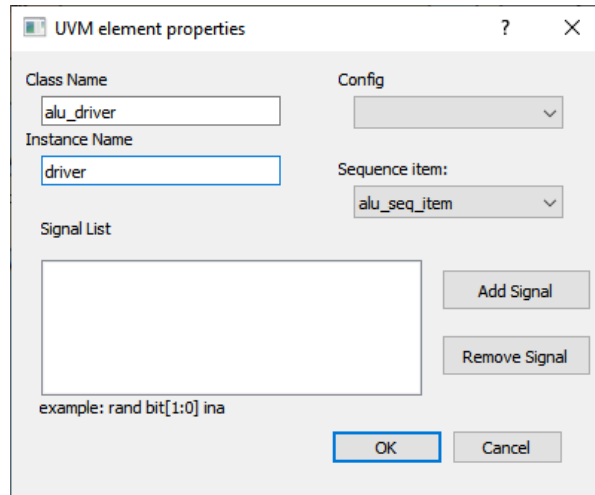 UVM element properties
Class Name
Config
alu_driver
Instance Name
driver
Sequence item:
alu_seq_item
Signal List
Add Signal
Remove Signal
example: rand bit[1:0] ina
OK
Cancel